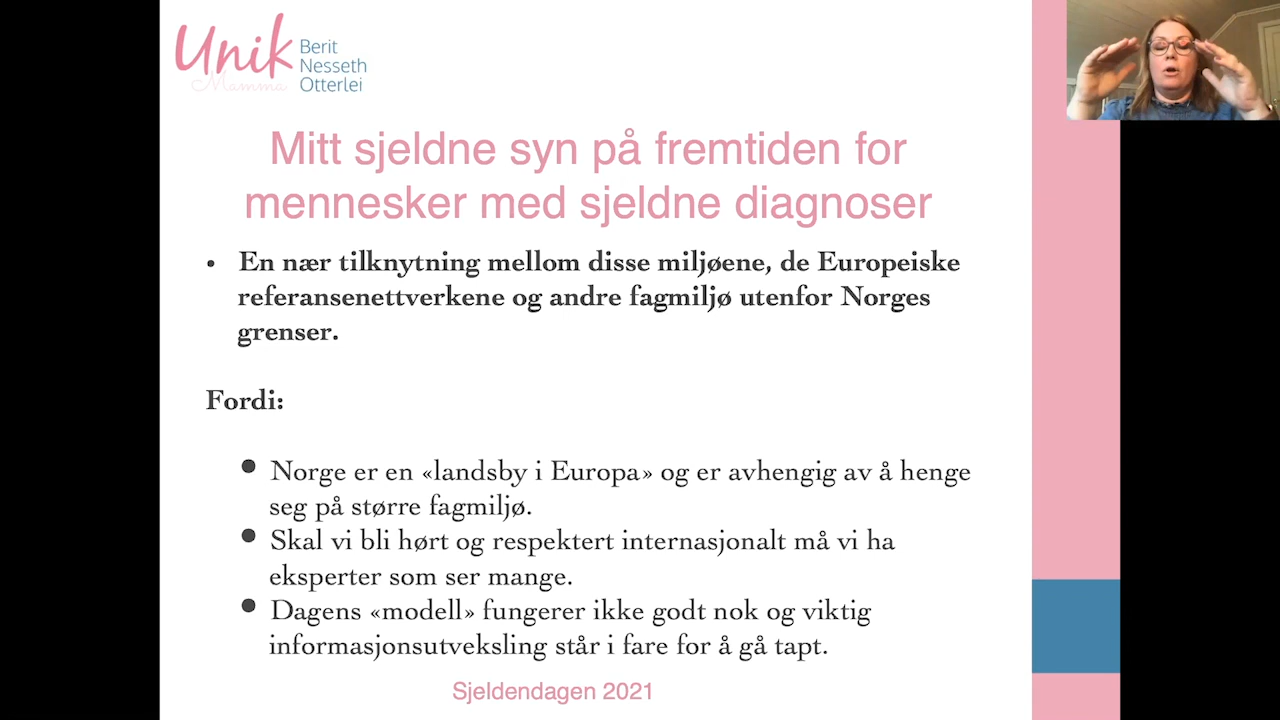 Unik
Mamma
Berit
Nesseth
Otterlei
Mitt sjeldne syn på fremtiden for
mennesker med sjeldne diagnoser
• En nær tilknytning mellom disse miljøene, de Europeiske
referansenettverkene og andre fagmiljø utenfor Norges
grenser.
Fordi:
• Norge er en «landsby i Europa» og er avhengig av å henge
seg på større fagmiljø.
• Skal vi bli hørt og respektert internasjonalt må vi ha
eksperter som ser mange.
• Dagens «modell» fungerer ikke godt nok og viktig
informasjonsutveksling står i fare for å gå tapt.
Sjeldendagen 2021